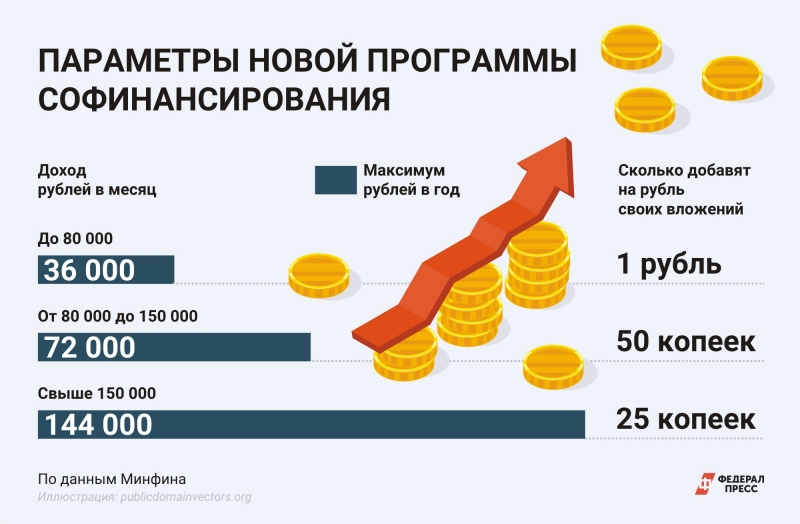 ПАРАМЕТРЫ НОВОЙ ПРОГРАММЫ
СОФИНАНСИРОВАНИЯ
Доход
рублей в месяц
Максимум
рублей в год
Сколько добавят
на рубль
своих вложений
До 80 000
36 000
1 рубль
От 80 000 до 150 000
72 000
50 копеек
Свыше 150 000
144 000
25 копеек
По данным Минфина
Иллюстрация: publicdomainvectors.org
ФЕДЕРАЛ
ПРЕСС